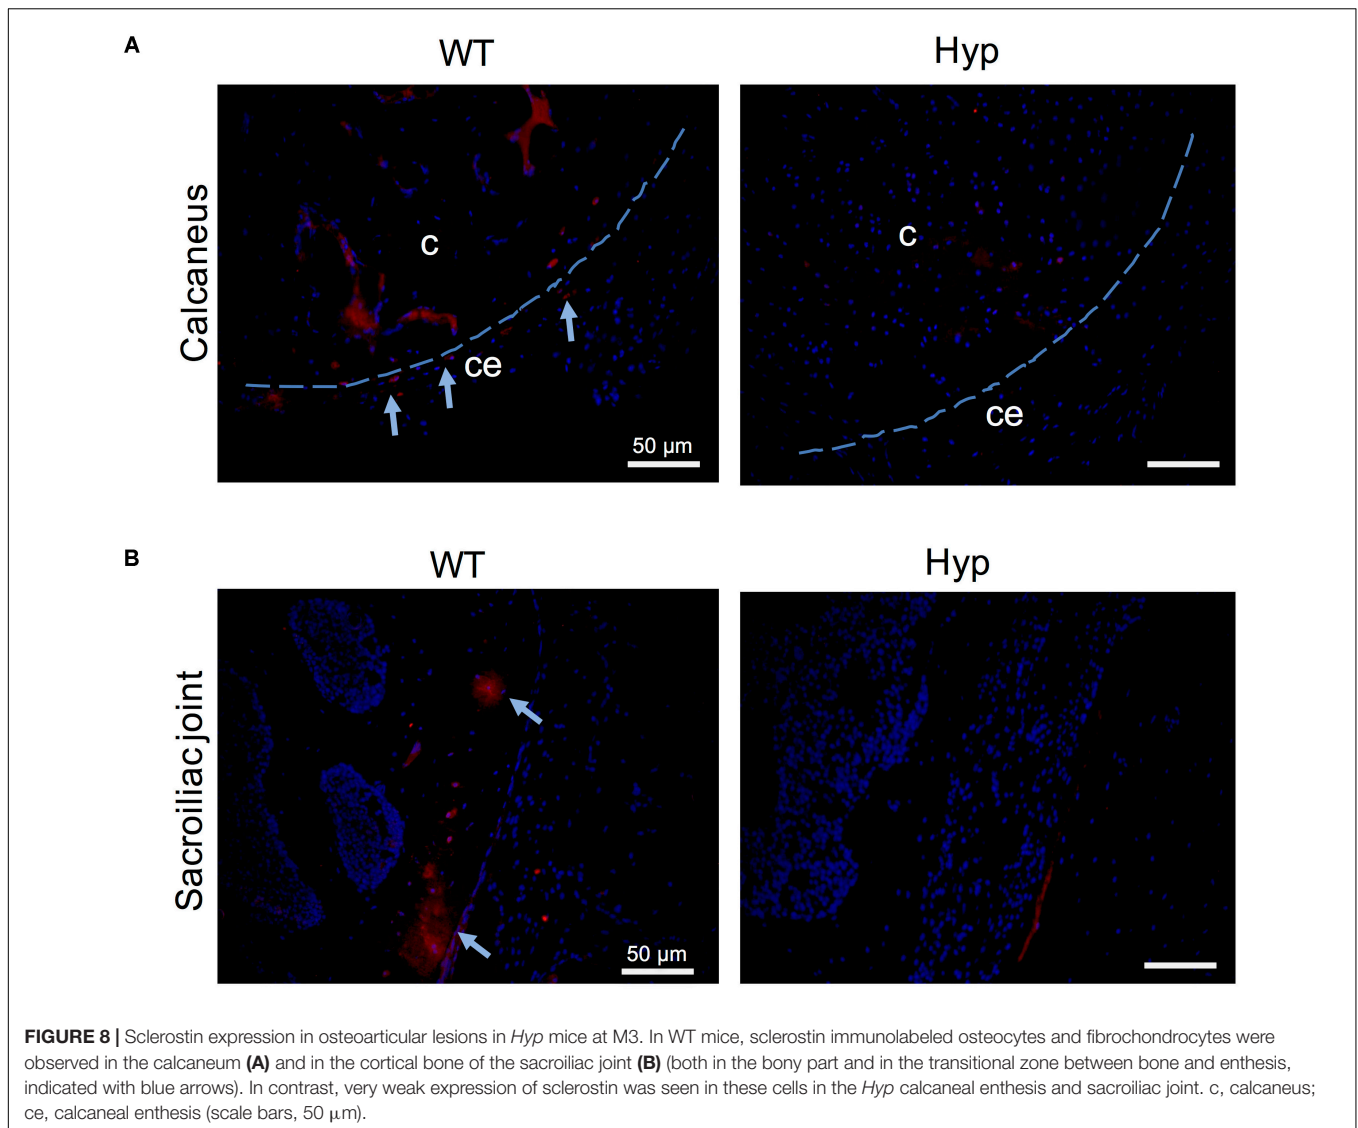 A
WT
Hyp
Calcaneus
c
ce
50 µm
c
ce
B
WT
Hyp
Sacroiliac joint
50 µm
FIGURE 8 | Sclerostin expression in osteoarticular lesions in Hyp mice at M3. In WT mice, sclerostin immunolabeled osteocytes and fibrochondrocytes were
observed in the calcaneum (A) and in the cortical bone of the sacroiliac joint (B) (both in the bony part and in the transitional zone between bone and enthesis,
indicated with blue arrows). In contrast, very weak expression of sclerostin was seen in these cells in the Hyp calcaneal enthesis and sacroiliac joint. c, calcaneus;
ce, calcaneal enthesis (scale bars, 50 µm).